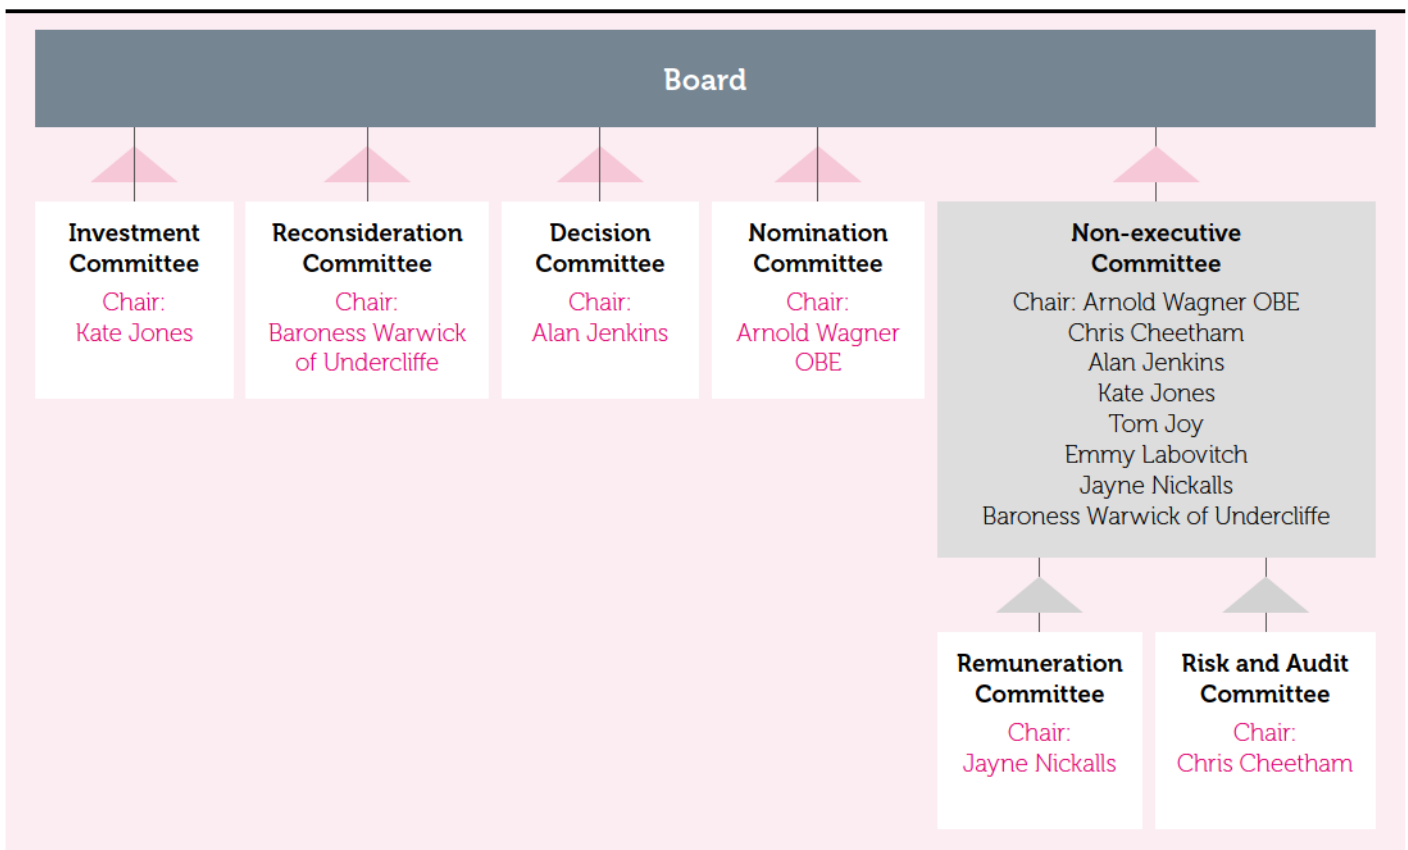 Board
Investment
Committee
Chair:
Kate Jones
Reconsideration
Committee
Chair:
Baroness Warwick
of Undercliffe
Decision
Committee
Chair:
Alan Jenkins
Nomination
Committee
Chair:
Arnold Wagner
OBE
Non-executive
Committee
Chair: Arnold Wagner OBE
Chris Cheetham
Alan Jenkins
Kate Jones
Tom Joy
Emmy Labovitch
Jayne Nickalls
Baroness Warwick of Undercliffe
Remuneration
Committee
Chair:
Jayne Nickalls
Risk and Audit
Committee
Chair:
Chris Cheetham